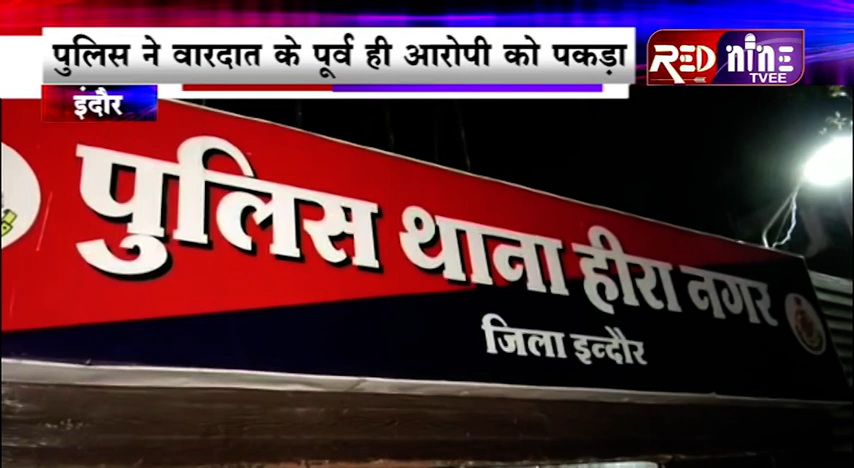 पुलिस ने वारदात के पूर्व ही आरोपी को पकड़ा
RED NINE
TVEE
इंदौर
पुलिस थाना हीरा नगर
जिला इन्दौर